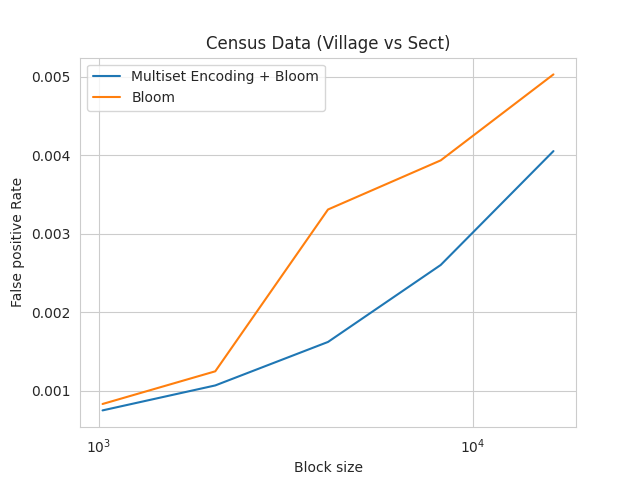 Census Data (Village vs Sect)
Multiset Encoding + Bloom
Bloom
False positive Rate
0.005
0.004
0.003
0.002
0.001
10³
10⁴
Block size